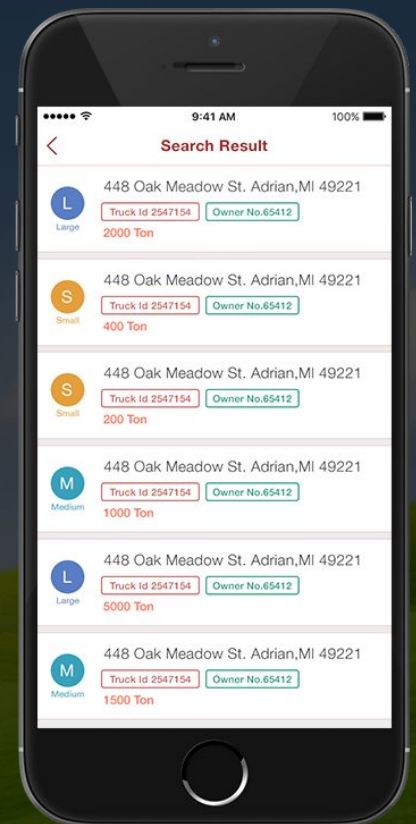 9:41 AM 100%
Search Result
L 448 Oak Meadow St. Adrian,MI 49221
Truck Id 2547154 Owner No.65412
Large 2000 Ton
S 448 Oak Meadow St. Adrian,MI 49221
Truck Id 2547154 Owner No.65412
Small 400 Ton
S 448 Oak Meadow St. Adrian,MI 49221
Truck Id 2547154 Owner No.65412
Small 200 Ton
M 448 Oak Meadow St. Adrian,MI 49221
Truck Id 2547154 Owner No.65412
Medium 1000 Ton
L 448 Oak Meadow St. Adrian,MI 49221
Truck Id 2547154 Owner No.65412
Large 5000 Ton
M 448 Oak Meadow St. Adrian,MI 49221
Truck Id 2547154 Owner No.65412
Medium 1500 Ton